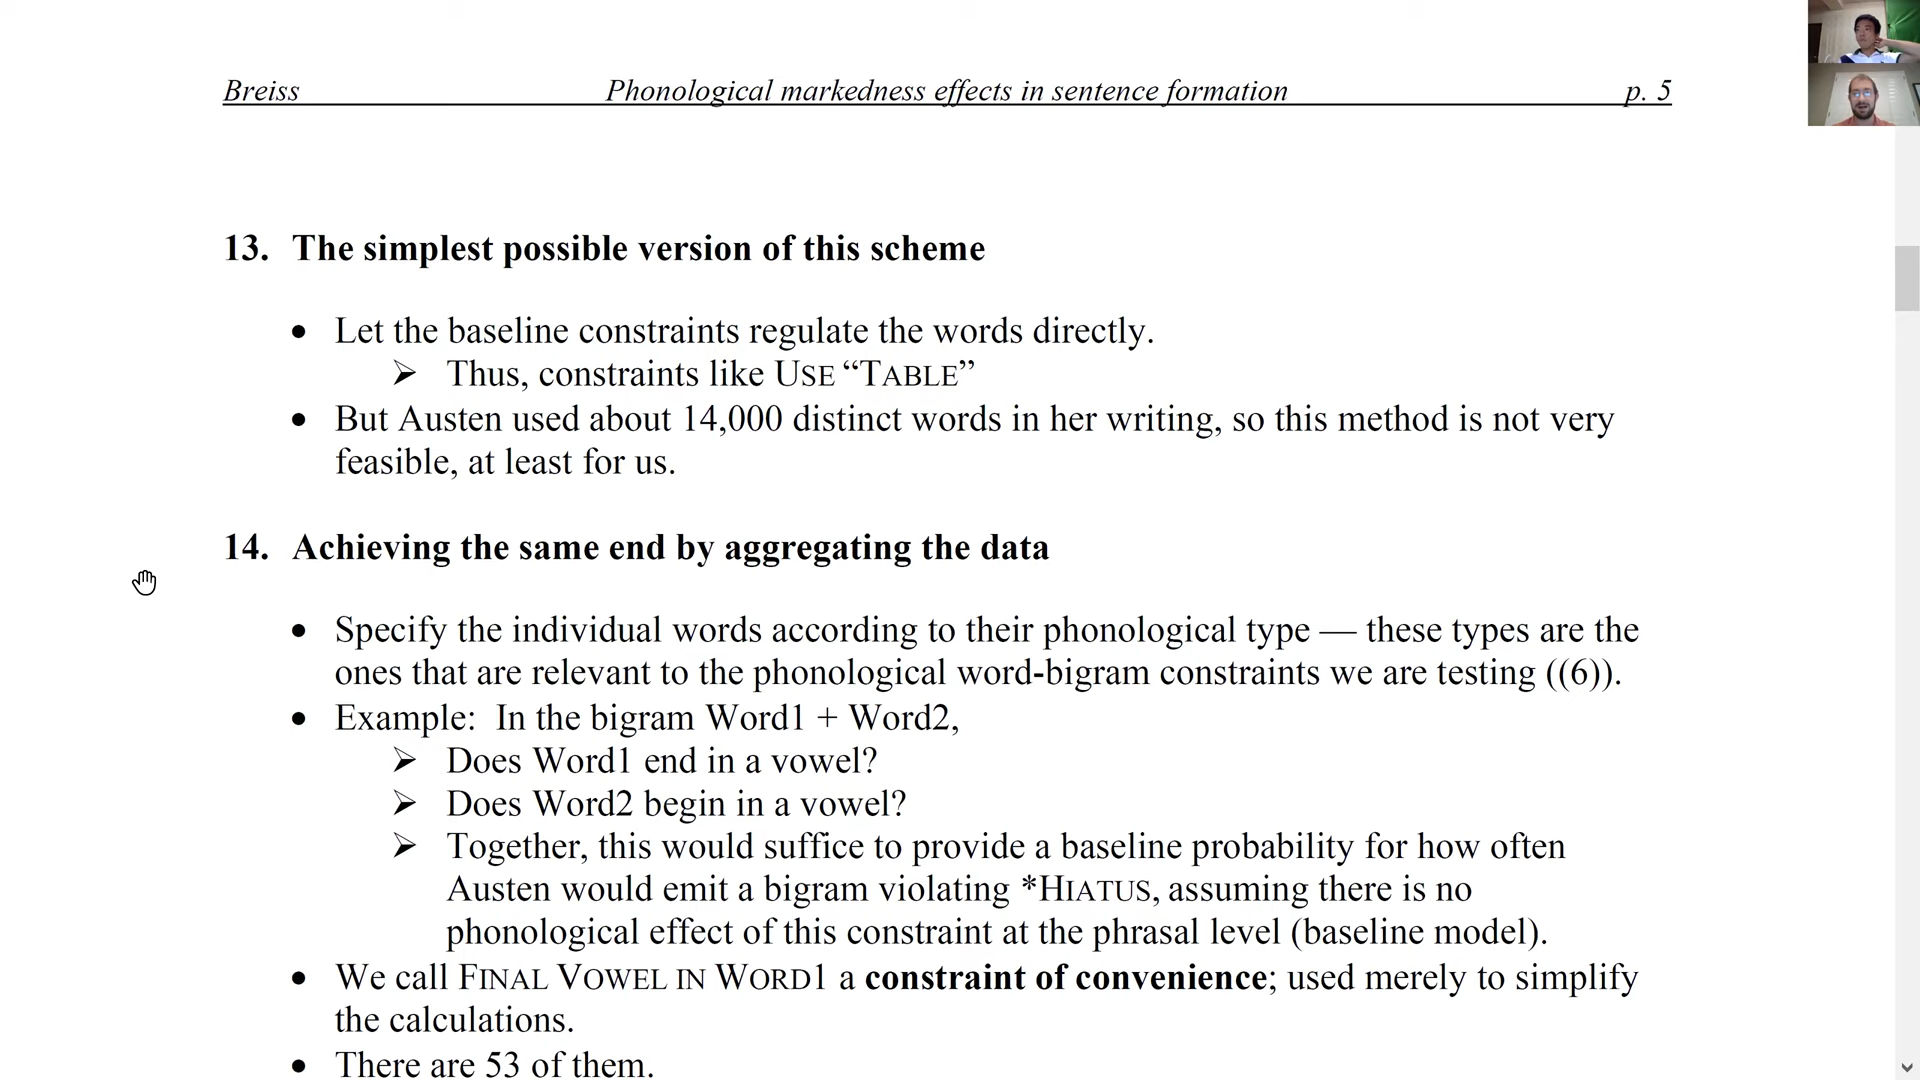 Breiss Phonological markedness effects in sentence formation p. 5
13. The simplest possible version of this scheme
• Let the baseline constraints regulate the words directly.
➢ Thus, constraints like USE “TABLE”
• But Austen used about 14,000 distinct words in her writing, so this method is not very
feasible, at least for us.
14. Achieving the same end by aggregating the data
• Specify the individual words according to their phonological type — these types are the
ones that are relevant to the phonological word-bigram constraints we are testing ((6)).
• Example: In the bigram Word1 + Word2,
➢ Does Word1 end in a vowel?
➢ Does Word2 begin in a vowel?
➢ Together, this would suffice to provide a baseline probability for how often
Austen would emit a bigram violating *HIATUS, assuming there is no
phonological effect of this constraint at the phrasal level (baseline model).
• We call FINAL VOWEL IN WORD1 a constraint of convenience; used merely to simplify
the calculations.
• There are 53 of them.